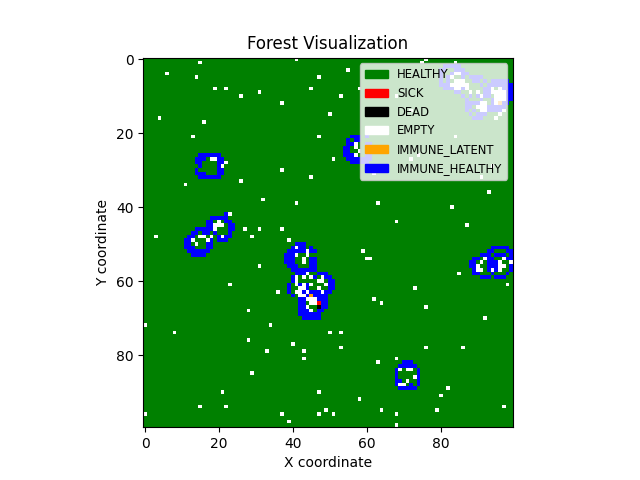 Forest Visualization
HEALTHY
SICK
DEAD
EMPTY
IMMUNE_LATENT
IMMUNE_HEALTHY
0
20
40
60
80
Y coordinate
0 20 40 60 80
X coordinate